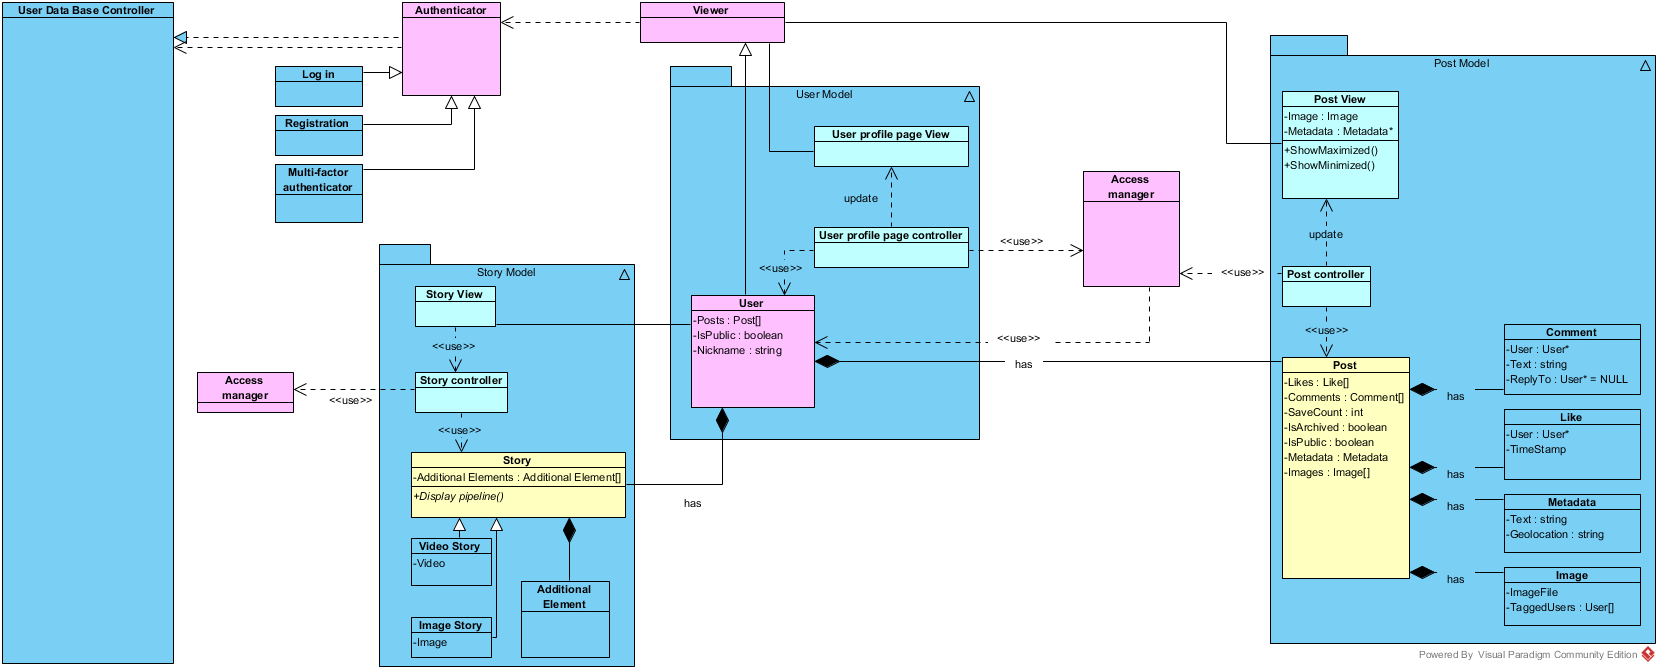 User Data Base Controller
Authenticator
Log in
Registration
Multi-factor
authenticator
Viewer
User Model
User profile page View
update
User profile page controller
<<use>>
<<use>>
User
-Posts : Post[]
-IsPublic : boolean
-Nickname : string
Access
manager
<<use>>
<<use>>
has
has
Story Model
Story View
<<use>>
Story controller
<<use>>
Access
manager
<<use>>
Story
-Additional Elements : Additional Element[]
+Display pipeline()
Video Story
-Video
Image Story
-Image
Additional
Element
Post Model
Post View
-Image : Image
-Metadata : Metadata*
+ShowMaximized()
+ShowMinimized()
update
Post controller
<<use>>
Post
-Likes : Like[]
-Comments : Comment[]
-SaveCount : int
-IsArchived : boolean
-IsPublic : boolean
-Metadata : Metadata
-Images : Image[]
has
has
has
has
Comment
-User : User*
-Text : string
-ReplyTo : User* = NULL
Like
-User : User*
-TimeStamp
Metadata
-Text : string
-Geolocation : string
Image
-ImageFile
-TaggedUsers : User[]
Powered By Visual Paradigm Community Edition